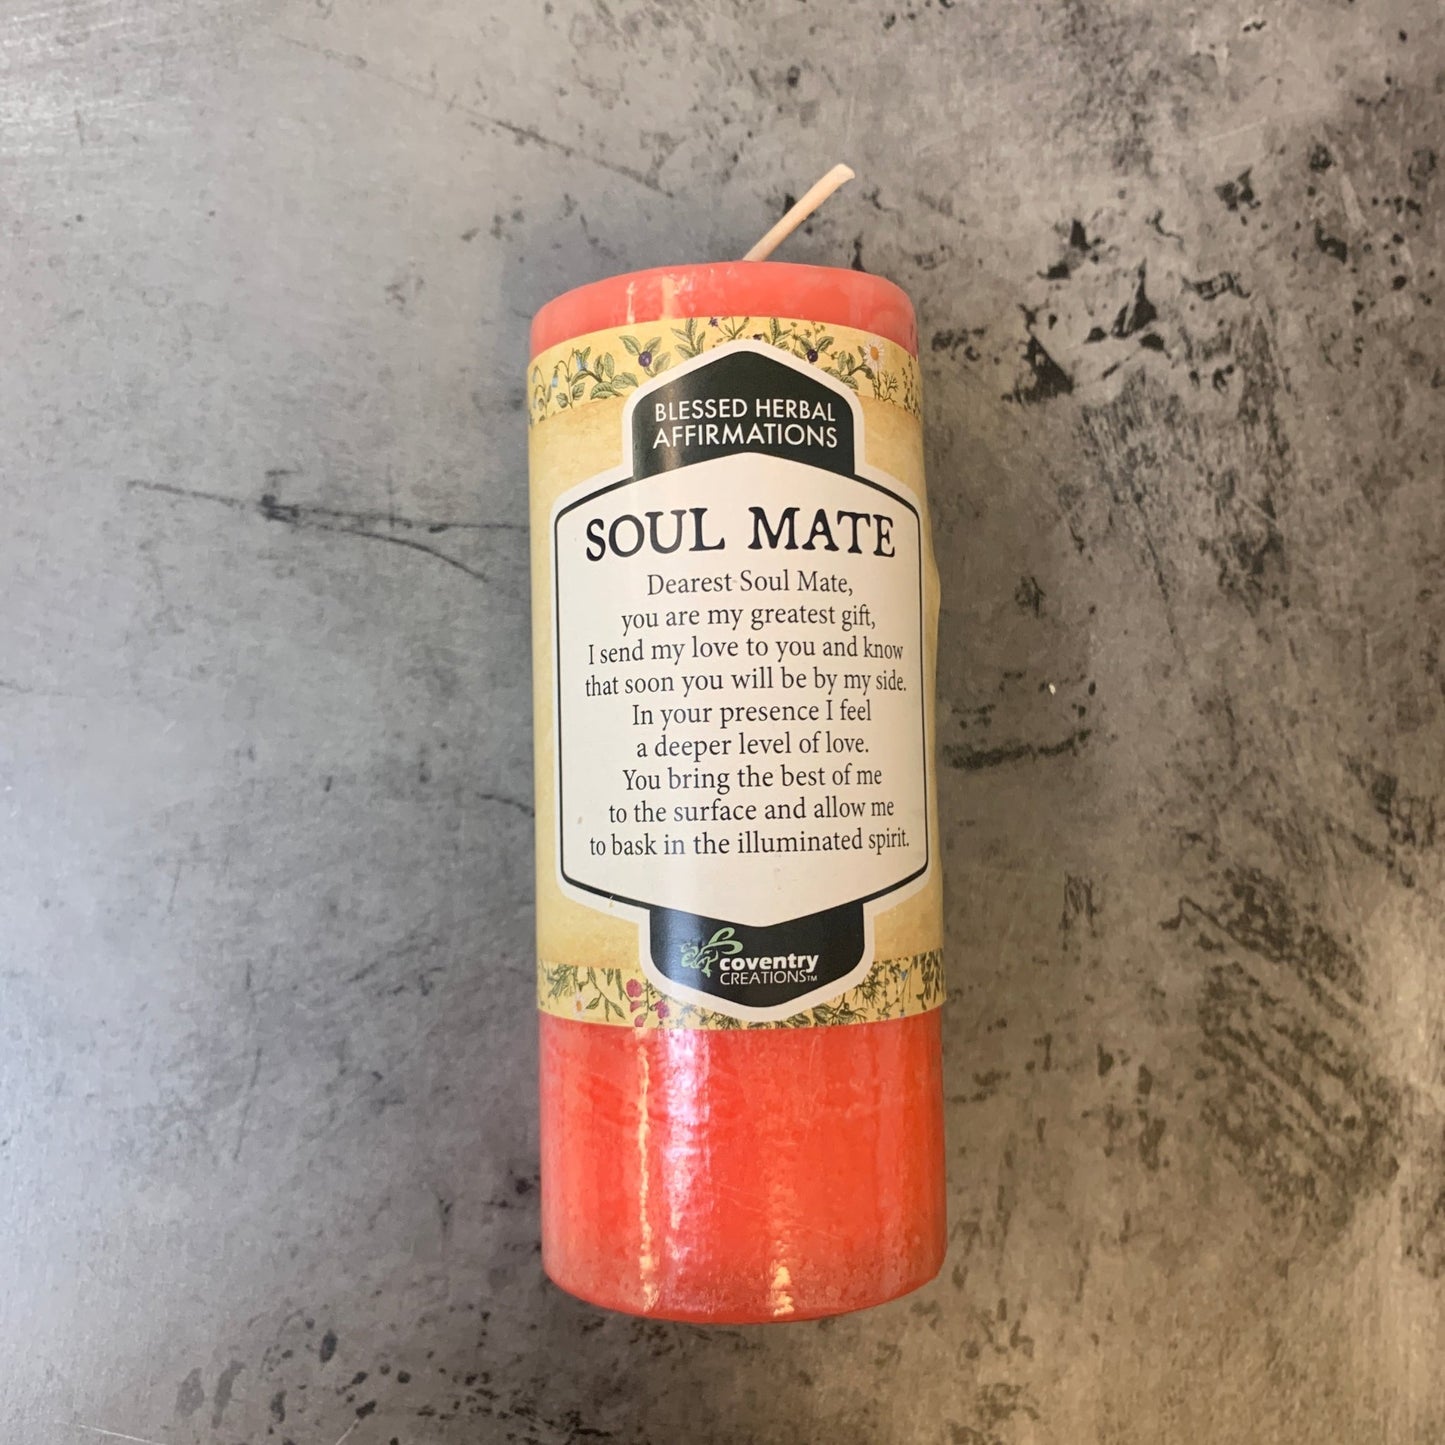 BLESSED HERBAL
AFFIRMATIONS
SOUL MATE
Dearest Soul Mate,
you are my greatest gift,
I send my love to you and know
that soon you will be by my side.
In your presence I feel
a deeper level of love.
You bring the best of me
to the surface and allow me
to bask in the illuminated spirit.
coventry
CREATIONS™